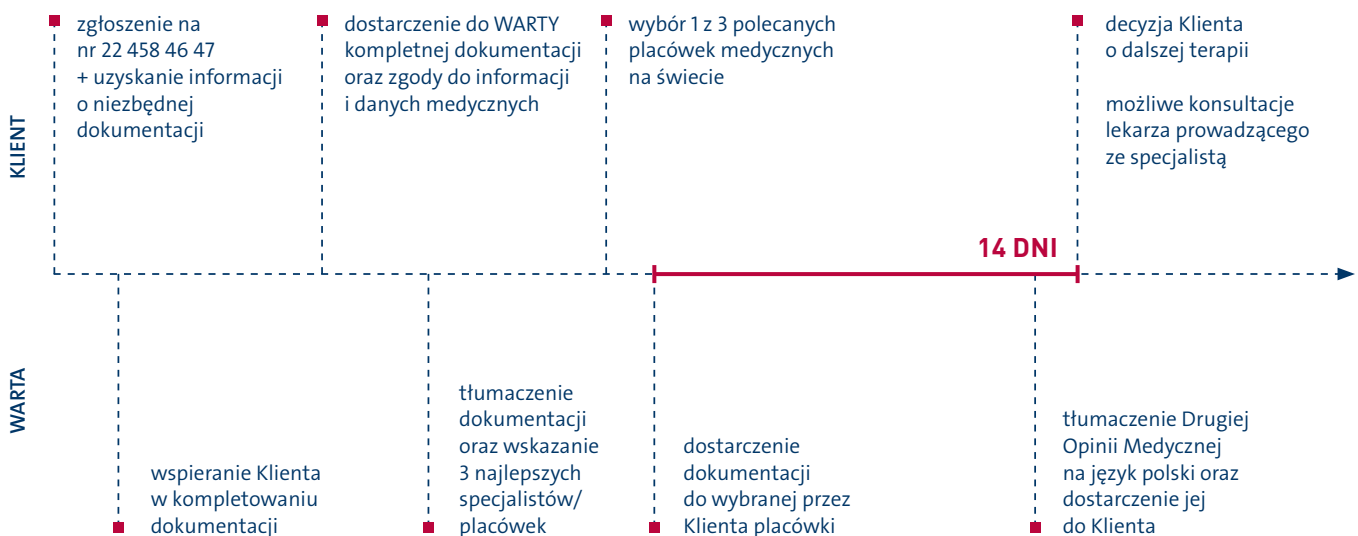 KLIENT
zgłoszenie na
nr 22 458 46 47
+ uzyskanie informacji
o niezbędnej
dokumentacji
dostarczenie do WARTY
kompletnej dokumentacji
oraz zgody do informacji
i danych medycznych
wybór 1 z 3 polecanych
placówek medycznych
na świecie
decyzja Klienta
o dalszej terapii
możliwe konsultacje
lekarza prowadzącego
ze specjalistą
14 DNI
WARTA
wspieranie Klienta
w kompletowaniu
dokumentacji
tłumaczenie
dokumentacji
oraz wskazanie
3 najlepszych
specjalistów/
placówek
dostarczenie
dokumentacji
do wybranej przez
Klienta placówki
tłumaczenie Drugiej
Opinii Medycznej
na język polski oraz
dostarczenie jej
do Klienta